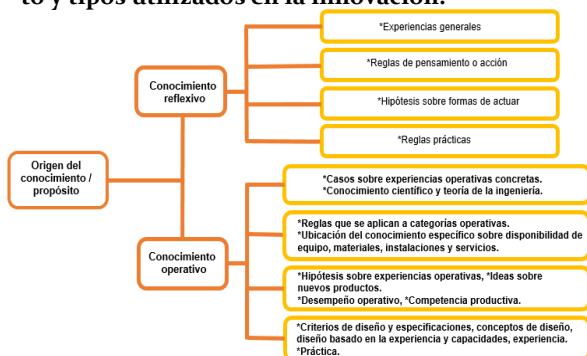 to y tipos utilizados en la innovación.
*Experiencias generales
*Reglas de pensamiento o acción
Conocimiento
reflexivo
*Hipótesis sobre formas de actuar
*Reglas prácticas
Origen del
conocimiento /
propósito
*Casos sobre experiencias operativas concretas.
*Conocimiento científico y teoría de la ingeniería.
*Reglas que se aplican a categorías operativas.
*Ubicación del conocimiento específico sobre disponibilidad de
equipo, materiales, instalaciones y servicios.
Conocimiento
operativo
*Hipótesis sobre experiencias operativas, *Ideas sobre
nuevos productos.
*Desempeño operativo, *Competencia productiva.
*Criterios de diseño y especificaciones, conceptos de diseño,
diseño basado en la experiencia y capacidades, experiencia.
*Práctica.